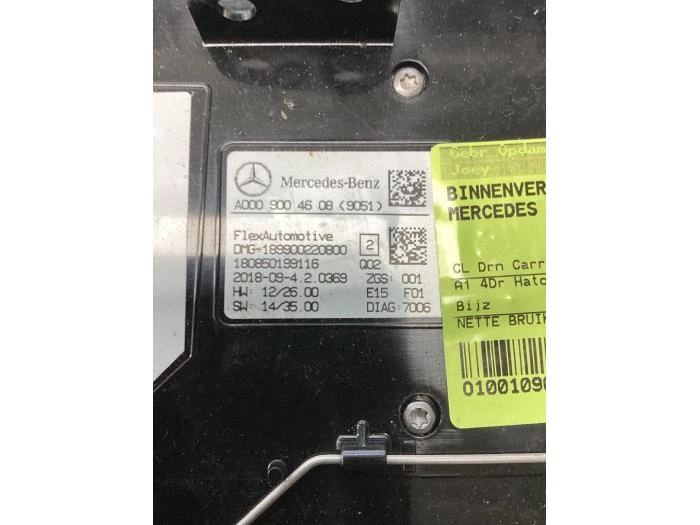 Mercedes-Benz
A000 900 46 08 (9051)
FlexAutomotive
DMG-189900220800 2
180850199116 Q02
2018-09-4.2.0369 ZGS: 001
HW: 12/26.00 E15 F01
SW: 14/35.00 DIAG:7006
Gebr Opdam
Joey
BINNENVER
MERCEDES
CL Drn Carr
A1 4Dr Hatc
Bijz
NETTE BRUIK
01001090